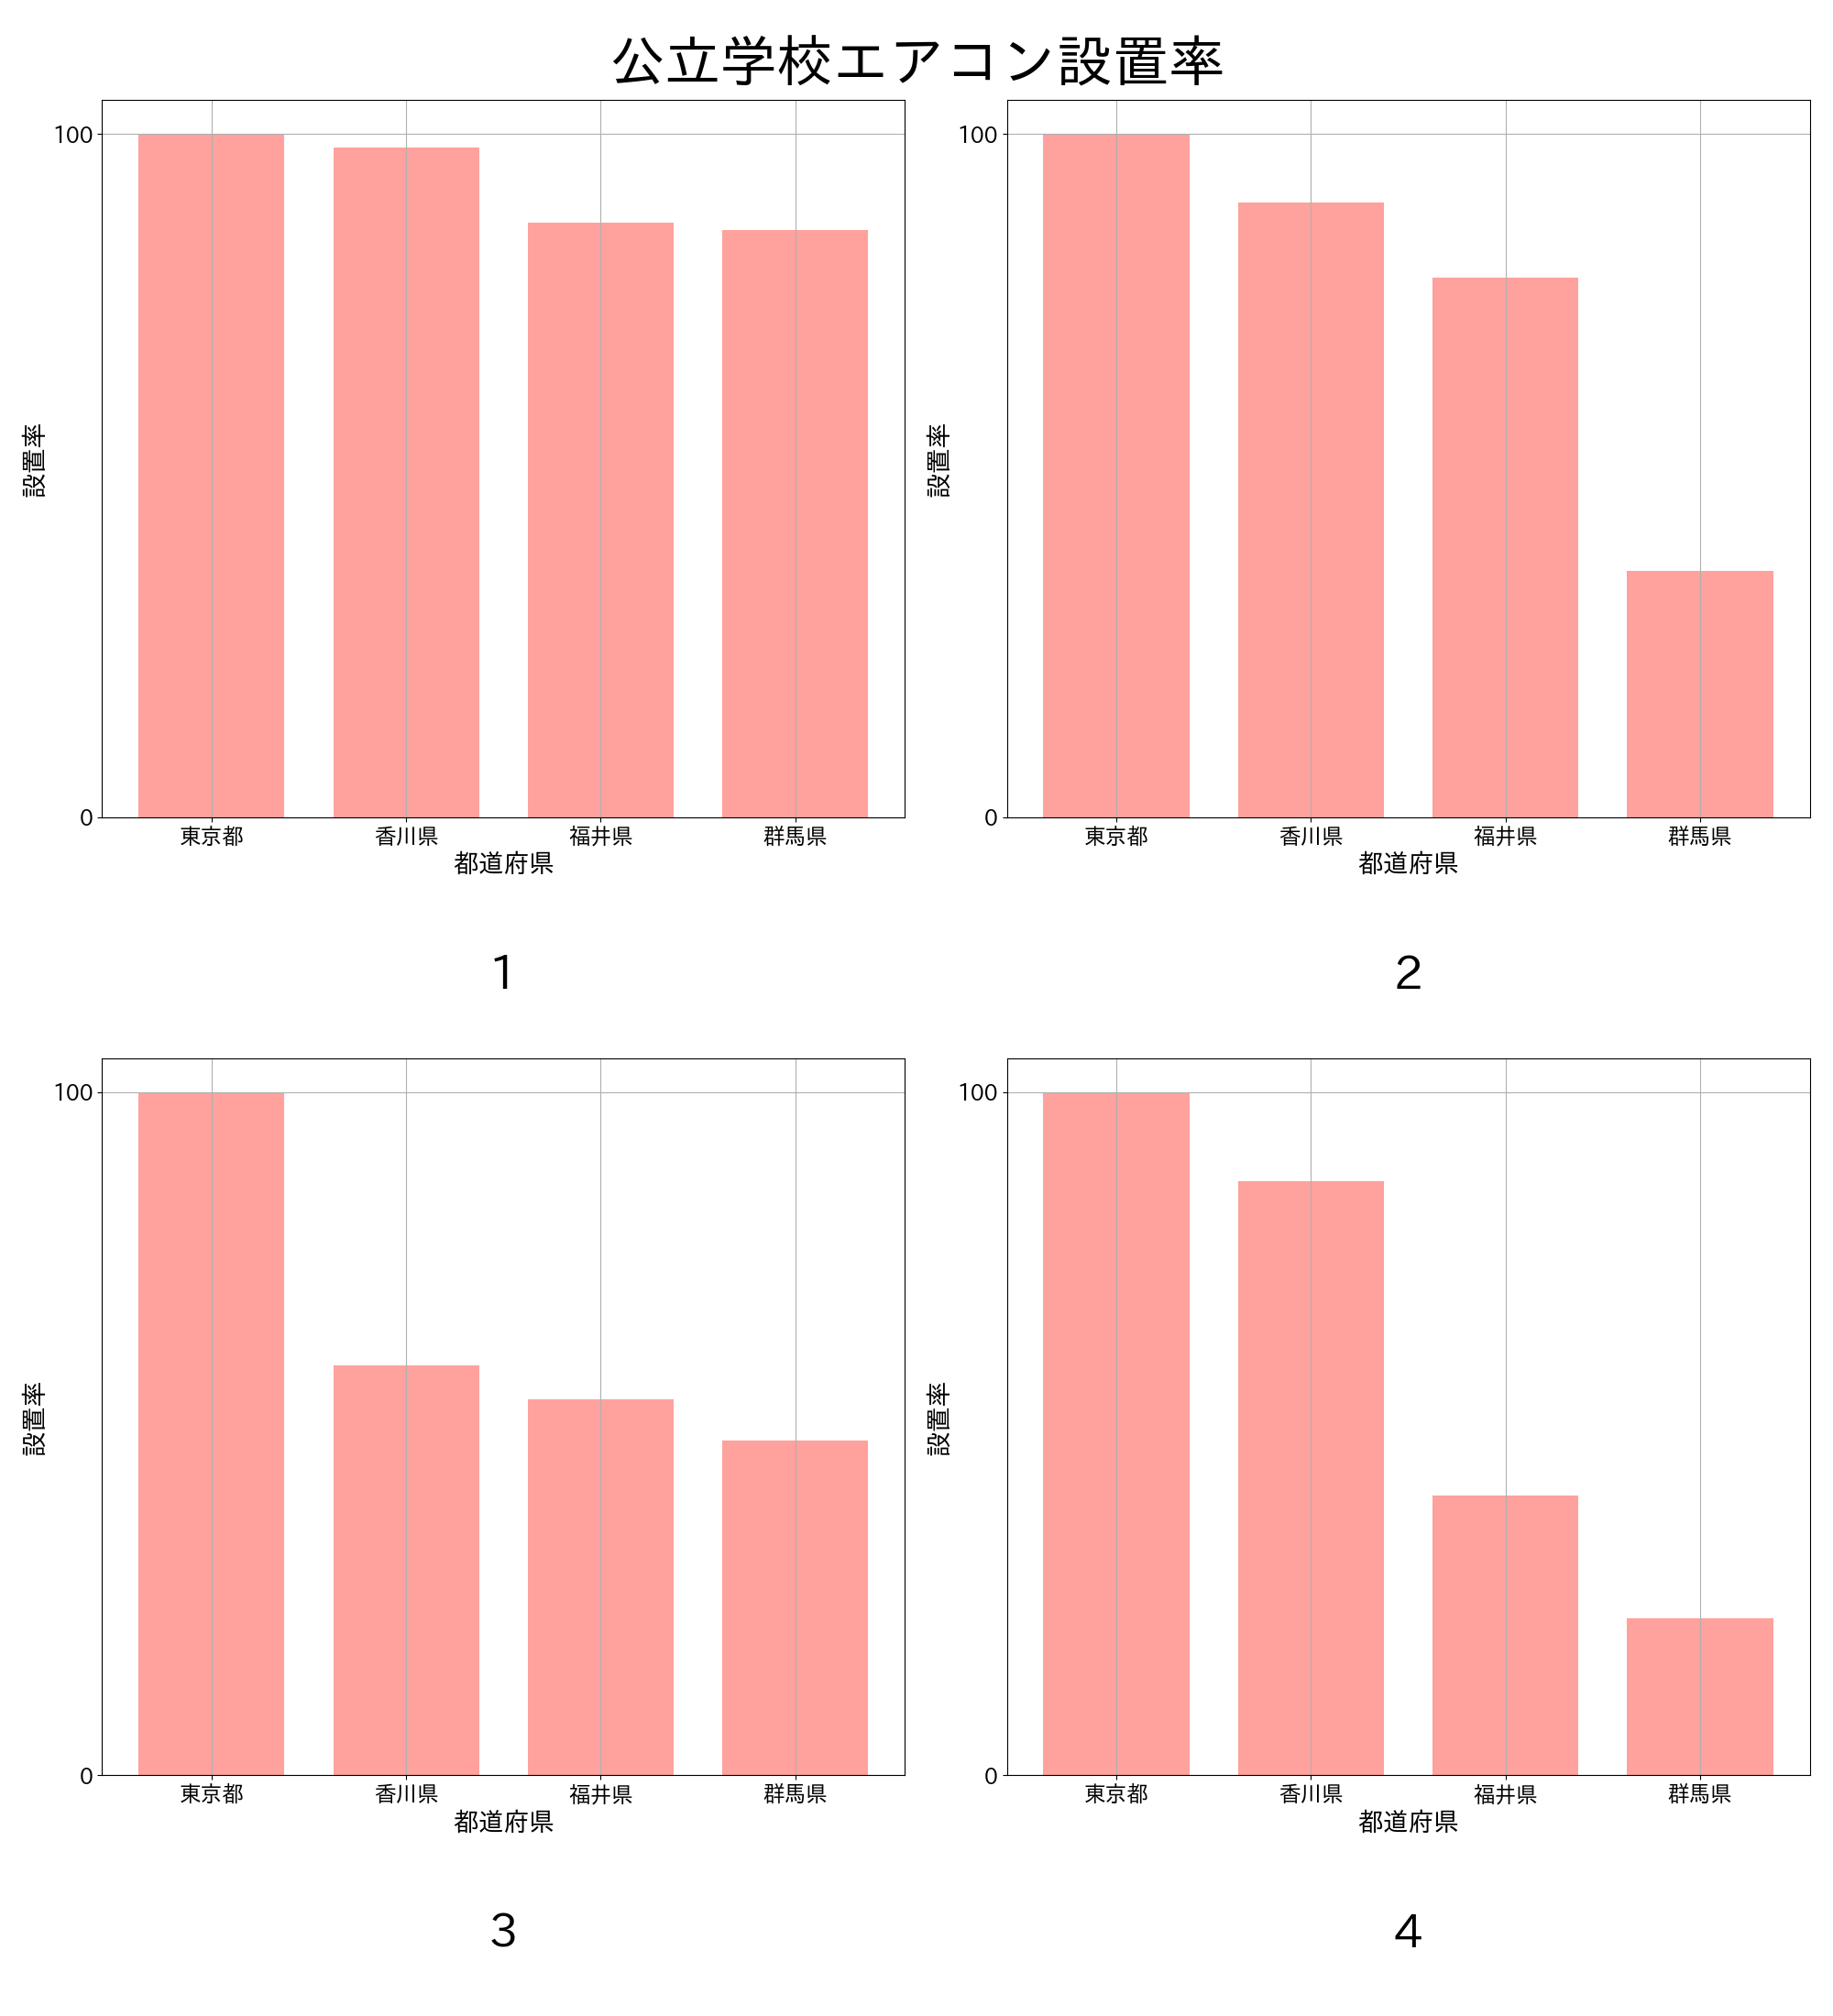 公立学校エアコン設置率
100
0
設置率
東京都 香川県 福井県 群馬県
都道府県
1
100
0
設置率
東京都 香川県 福井県 群馬県
都道府県
2
100
0
設置率
東京都 香川県 福井県 群馬県
都道府県
3
100
0
設置率
東京都 香川県 福井県 群馬県
都道府県
4